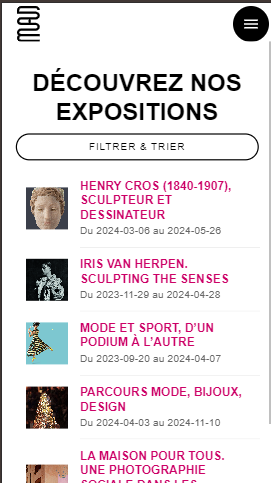 DÉCOUVREZ NOS
EXPOSITIONS
FILTRER & TRIER
HENRY CROS (1840-1907),
SCULPTEUR ET
DESSINATEUR
Du 2024-03-06 au 2024-05-26
IRIS VAN HERPEN.
SCULPTING THE SENSES
Du 2023-11-29 au 2024-04-28
MODE ET SPORT, D'UN
PODIUM À L'AUTRE
Du 2023-09-20 au 2024-04-07
PARCOURS MODE, BIJOUX,
DESIGN
Du 2024-04-03 au 2024-11-10
LA MAISON POUR TOUS.
UNE PHOTOGRAPHIE
SOCIALE DANS LES